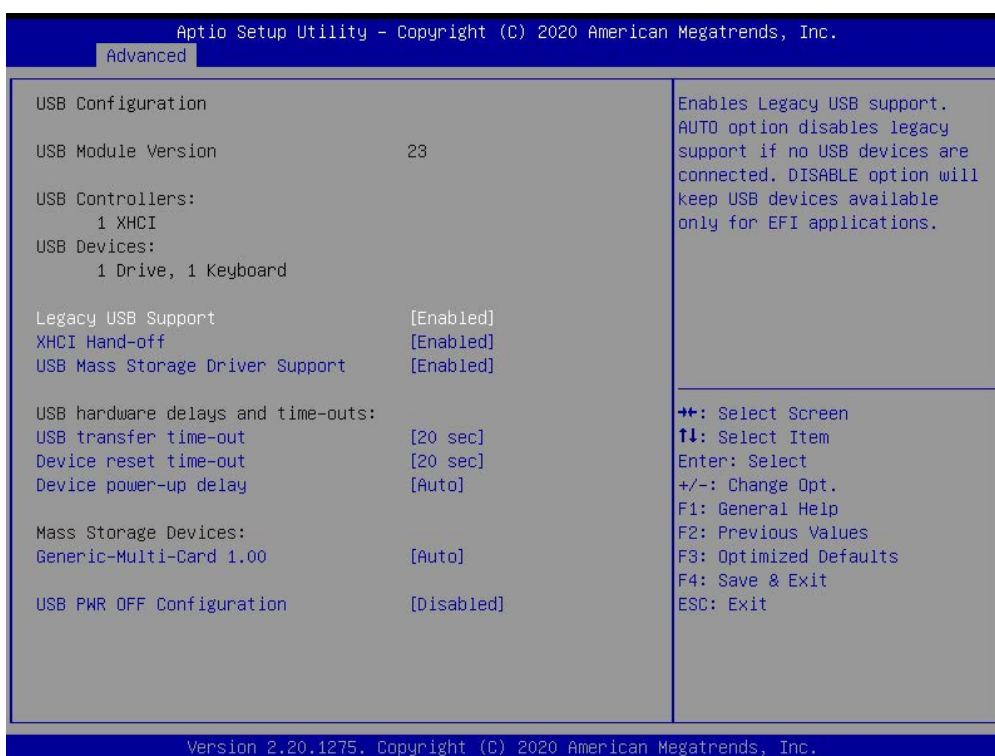 Aptio Setup Utility – Copyright (C) 2020 American Megatrends, Inc.
Advanced
USB Configuration
USB Module Version 23
USB Controllers:
1 XHCI
USB Devices:
1 Drive, 1 Keyboard
Legacy USB Support [Enabled]
XHCI Hand-off [Enabled]
USB Mass Storage Driver Support [Enabled]
USB hardware delays and time-outs:
USB transfer time-out [20 sec]
Device reset time-out [20 sec]
Device power-up delay [Auto]
Mass Storage Devices:
Generic-Multi-Card 1.00 [Auto]
USB PWR OFF Configuration [Disabled]
Enables Legacy USB support.
AUTO option disables legacy
support if no USB devices are
connected. DISABLE option will
keep USB devices available
only for EFI applications.
→←: Select Screen
↑↓: Select Item
Enter: Select
+/-: Change Opt.
F1: General Help
F2: Previous Values
F3: Optimized Defaults
F4: Save & Exit
ESC: Exit
Version 2.20.1275. Copyright (C) 2020 American Megatrends, Inc.